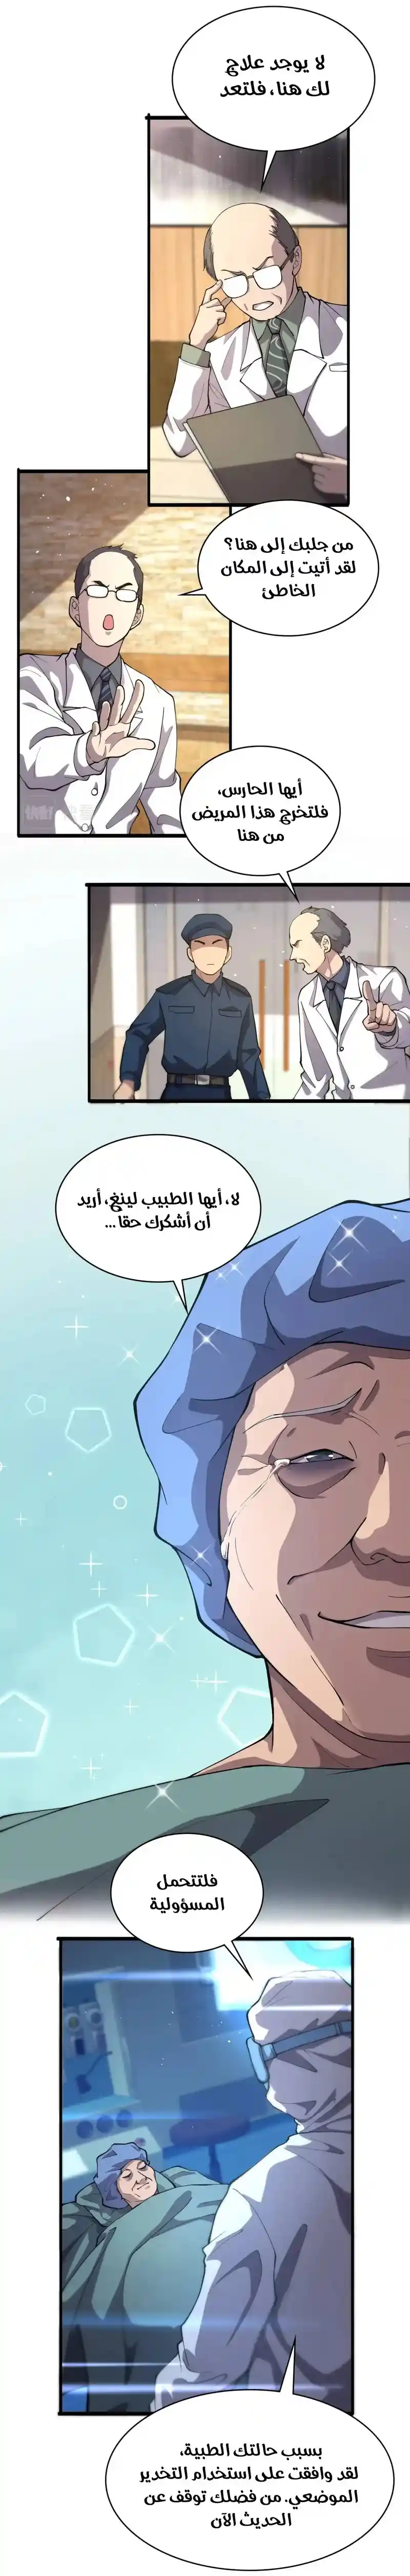 لا يوجد علاج
لك هنا، فلتعد
من جلبك إلى هنا؟
لقد أتيت إلى المكان
الخاطئ
أيها الحارس،
فلتخرج هذا المريض
من هنا
لا، أيها الطبيب لينغ، أريد
أن أشكرك حقاً...
فلتتحمل
المسؤولية
بسبب حالتك الطبية،
لقد وافقت على استخدام التخدير
الموضعي. من فضلك توقف عن
الحديث الآن